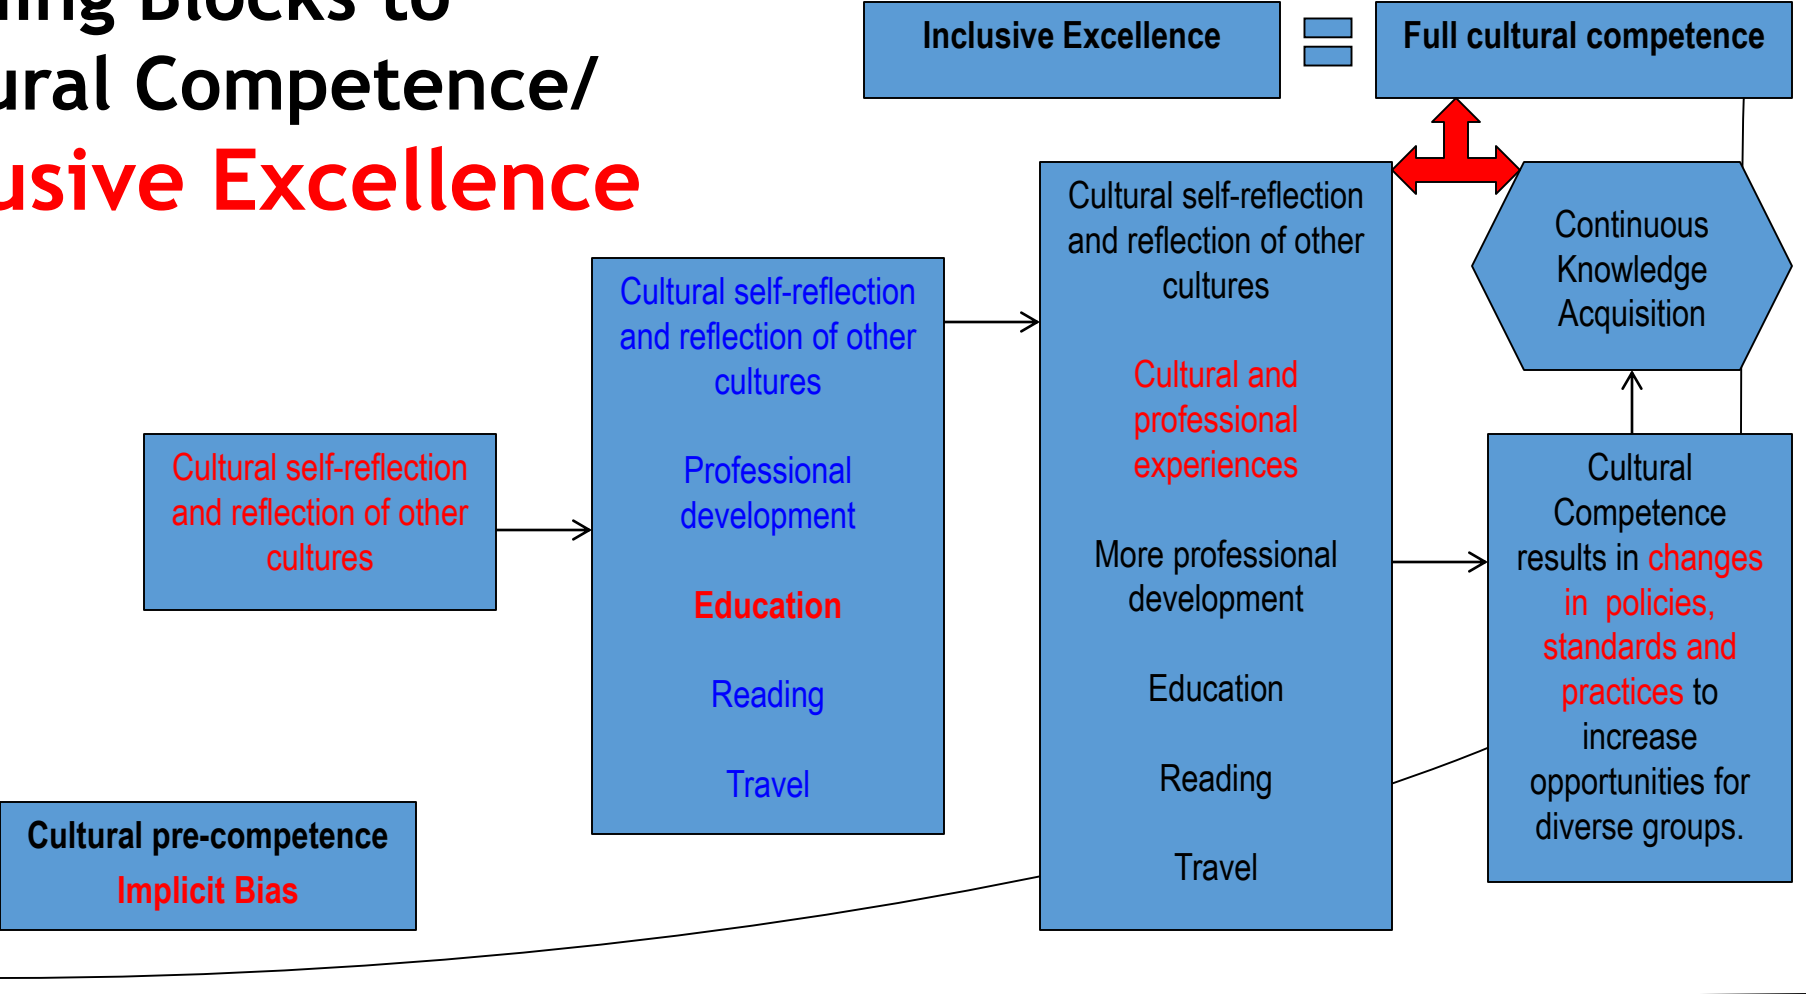 ing Blocks to
ural Competence/
usive Excellence
Inclusive Excellence
Full cultural competence
Cultural self-reflection
and reflection of other
cultures
Cultural self-reflection
and reflection of other
cultures
Professional
development
Education
Reading
Travel
Cultural self-reflection
and reflection of other
cultures
Cultural and
professional
experiences
More professional
development
Education
Reading
Travel
Continuous
Knowledge
Acquisition
Cultural
Competence
results in changes
in policies,
standards and
practices to
increase
opportunities for
diverse groups.
Cultural pre-competence
Implicit Bias